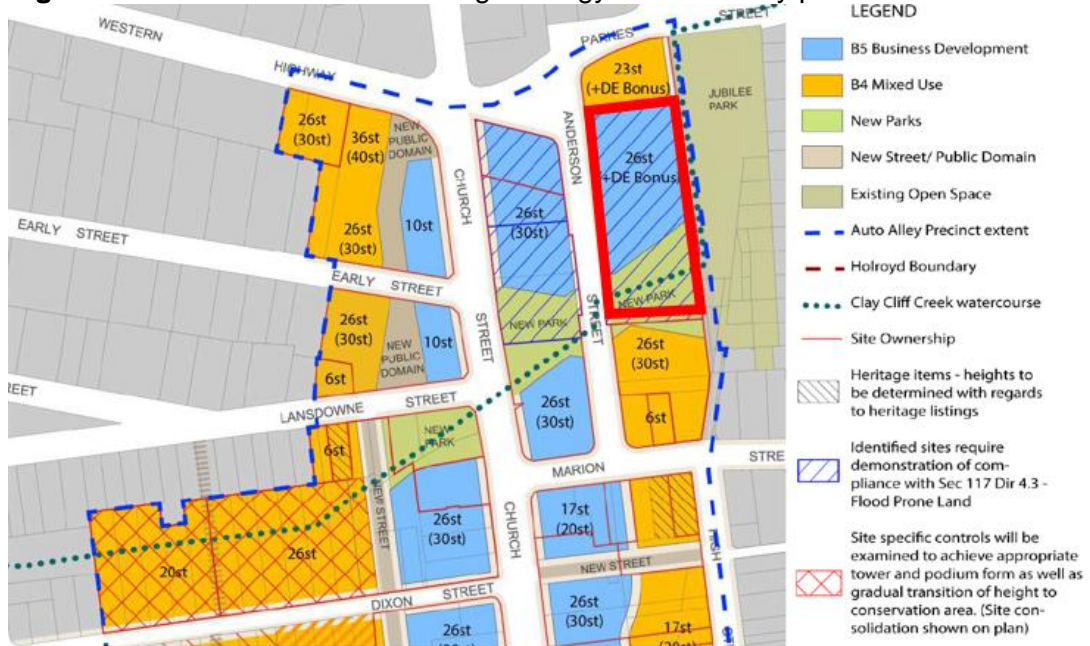 WESTERN
HIGHWAY
PARKES
STREET
23st
(+DE Bonus)
JUBILEE
PARK
26st
(30st)
36st
(40st)
NEW
PUBLIC
DOMAIN
ANDERSON
STREET
26st
+DE Bonus)
CHURCH
STREET
10st
26st
(30st)
26st
(30st)
EARLY STREET
EARLY STREET
NEW PARK
NEW PARK
26st
(30st)
NEW
PUBLIC
DOMAIN
10st
6st
26st
(30st)
6st
26st
(30st)
REET
LANSDOWNE STREET
NEW
PARK
6st
MARION
STRE
NEW STREET
26st
(30st)
CHURCH
17st
(20st)
HIGH
20st
26st
NEW STREET
DIXON STREET
26st
26st
(30st)
17st
LEGEND
B5 Business Development
B4 Mixed Use
New Parks
New Street/ Public Domain
Existing Open Space
Auto Alley Precinct extent
Holroyd Boundary
Clay Cliff Creek watercourse
Site Ownership
Heritage items - heights to
be determined with regards
to heritage listings
Identified sites require
demonstration of com-
pliance with Sec 117 Dir 4.3 -
Flood Prone Land
Site specific controls will be
examined to achieve appropriate
tower and podium form as well as
gradual transition of height to
conservation area. (Site con-
solidation shown on plan)